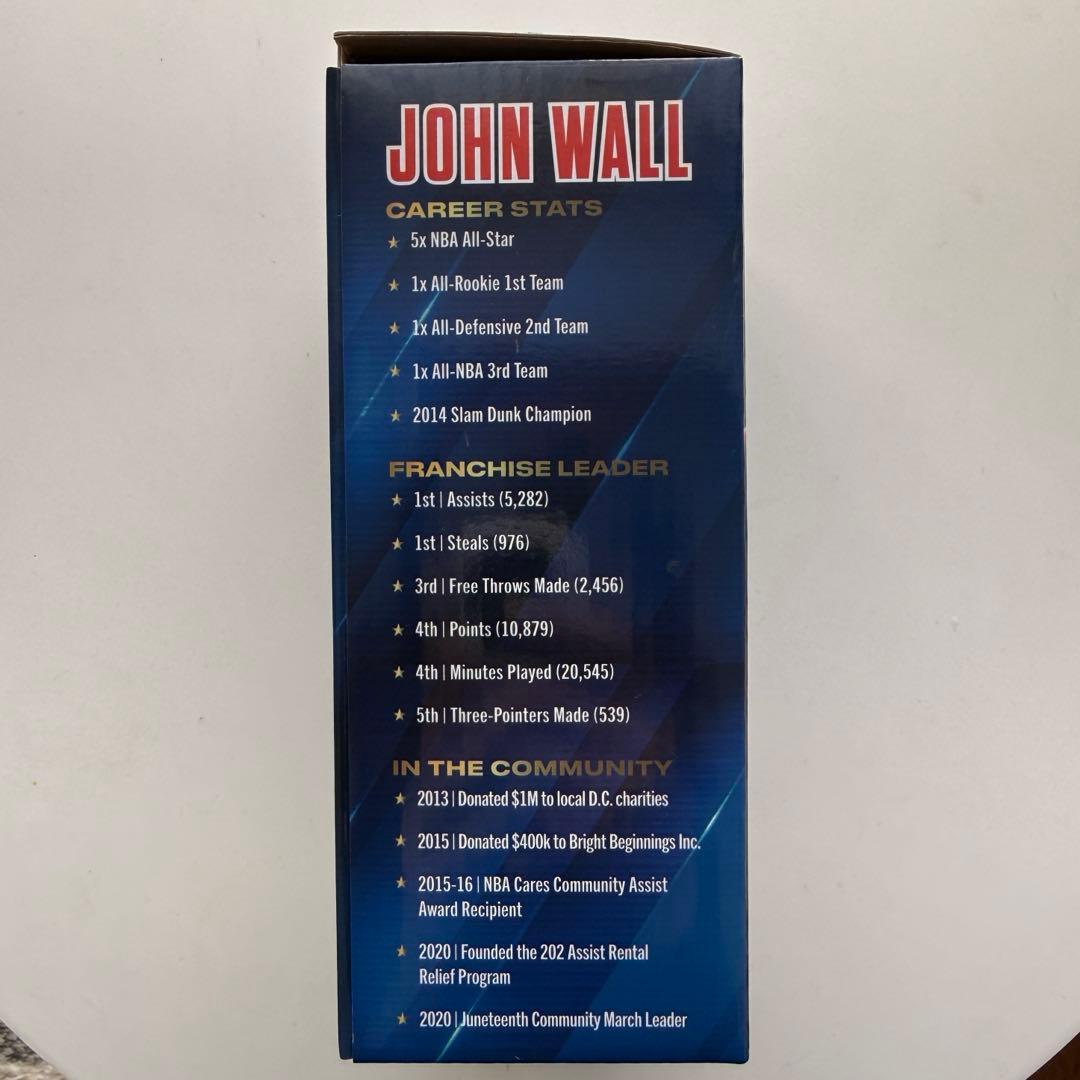 JOHN WALL
CAREER STATS
5x NBA All-Star
1x All-Rookie 1st Team
1x All-Defensive 2nd Team
1x All-NBA 3rd Team
2014 Slam Dunk Champion
FRANCHISE LEADER
1st | Assists (5,282)
1st | Steals (976)
3rd | Free Throws Made (2,456)
4th | Points (10,879)
4th | Minutes Played (20,545)
5th | Three-Pointers Made (539)
IN THE COMMUNITY
2013 | Donated $1M to local D.C. charities
2015 | Donated $400k to Bright Beginnings Inc.
2015-16 | NBA Cares Community Assist
Award Recipient
2020 | Founded the 202 Assist Rental
Relief Program
2020 | Juneteenth Community March Leader